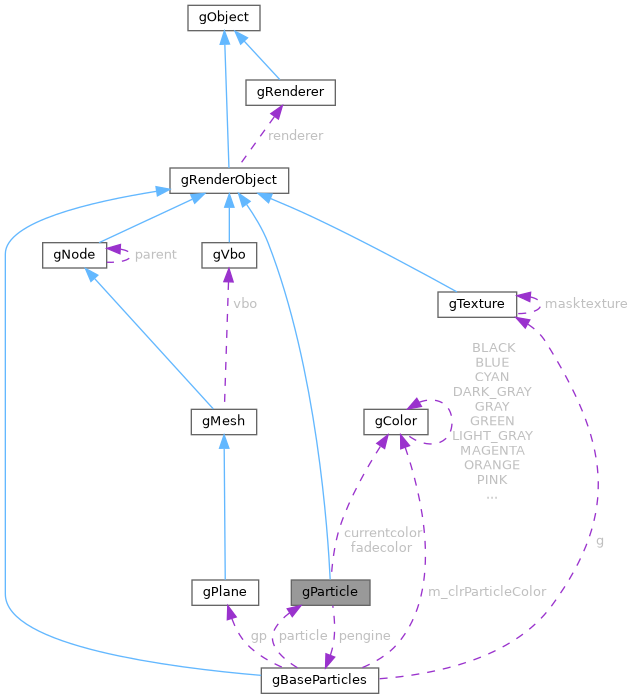 gObject
gRenderer
renderer
gRenderObject
gNode
parent
gVbo
gTexture
masktexture
vbo
BLACK
BLUE
CYAN
DARK_GRAY
GRAY
GREEN
LIGHT_GRAY
MAGENTA
ORANGE
PINK
...
gMesh
gColor
currentcolor
fadecolor
g
gPlane
gParticle
m_clrParticleColor
gp
particle
pengine
gBaseParticles